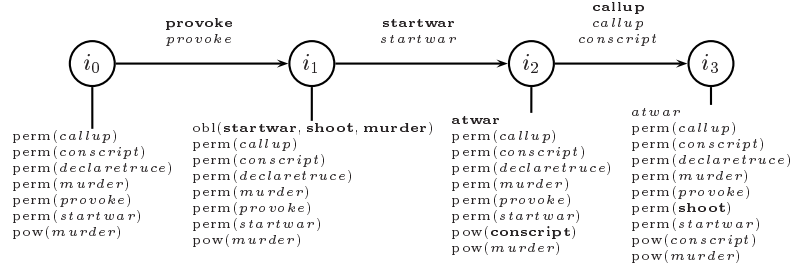 provoke
provoke
startwar
startwar
callup
callup
conscript
i0
i1
i2
i3
perm(callup)
perm(conscript)
perm(declaretruce)
perm(murder)
perm(provoke)
perm(startwar)
pow(murder)
obl(startwar, shoot, murder)
perm(callup)
perm(conscript)
perm(declaretruce)
perm(murder)
perm(provoke)
perm(startwar)
pow(murder)
atwar
perm(callup)
perm(conscript)
perm(declaretruce)
perm(murder)
perm(provoke)
perm(startwar)
pow(conscript)
pow(murder)
atwar
perm(callup)
perm(conscript)
perm(declaretruce)
perm(murder)
perm(provoke)
perm(shoot)
perm(startwar)
pow(conscript)
pow(murder)